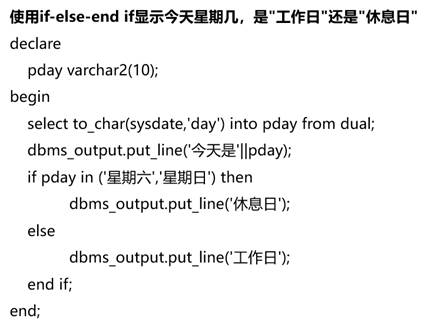 使用if-else-end if显示今天星期几，是"工作日"还是"休息日"
declare
pday varchar2(10);
begin
select to_char(sysdate,'day') into pday from dual;
dbms_output.put_line('今天是'||pday);
if pday in ('星期六','星期日') then
dbms_output.put_line('休息日');
else
dbms_output.put_line('工作日');
end if;
end;